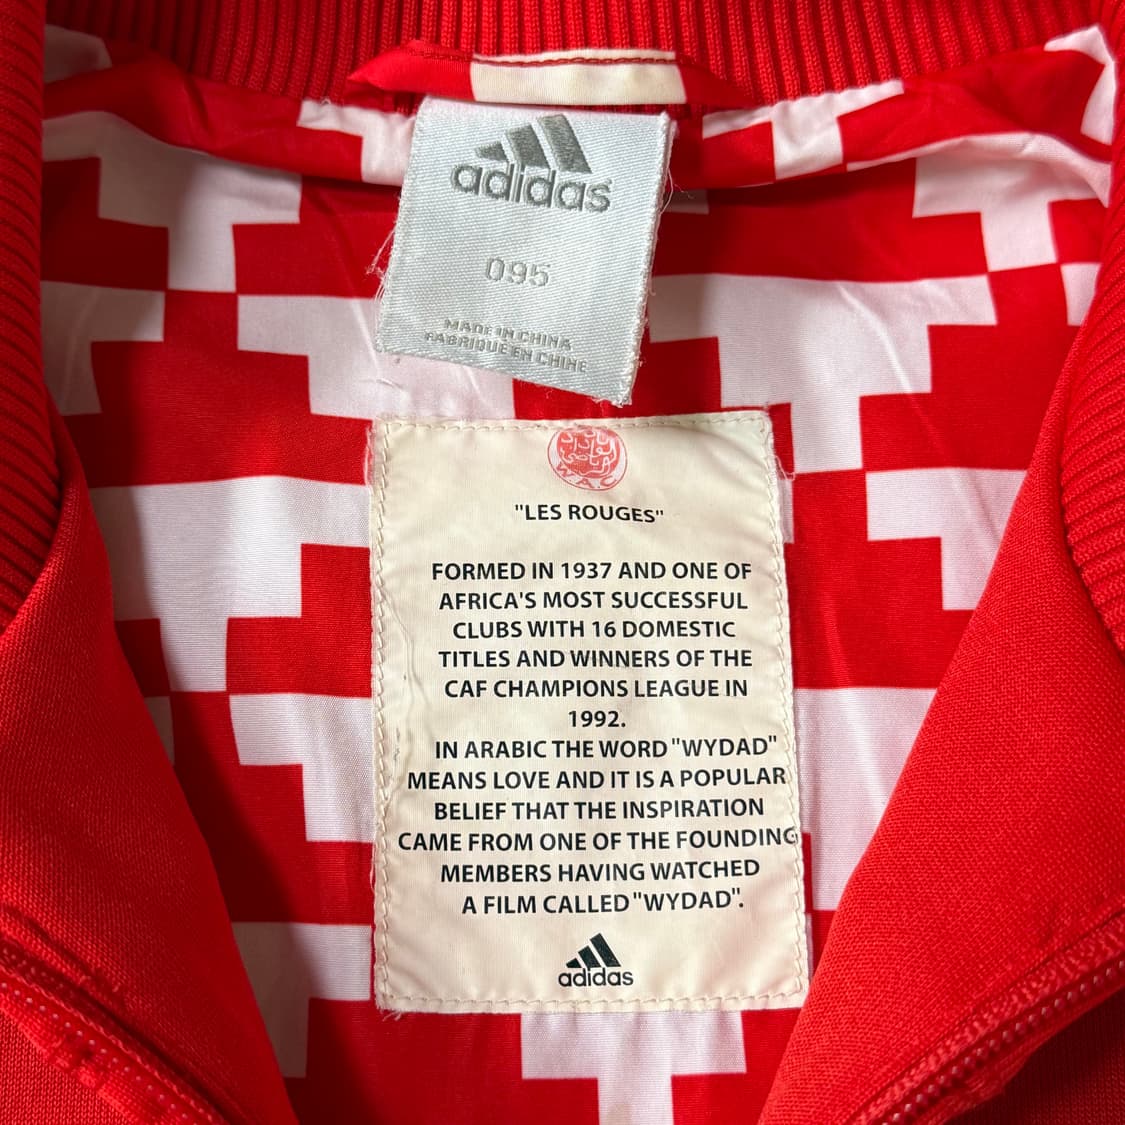 adidas
095
MADE IN CHINA
FABRIQUE EN CHINE
W.A.C
"LES ROUGES"
FORMED IN 1937 AND ONE OF
AFRICA'S MOST SUCCESSFUL
CLUBS WITH 16 DOMESTIC
TITLES AND WINNERS OF THE
CAF CHAMPIONS LEAGUE IN
1992.
IN ARABIC THE WORD "WYDAD"
MEANS LOVE AND IT IS A POPULAR
BELIEF THAT THE INSPIRATION
CAME FROM ONE OF THE FOUNDING
MEMBERS HAVING WATCHED
A FILM CALLED "WYDAD".
adidas